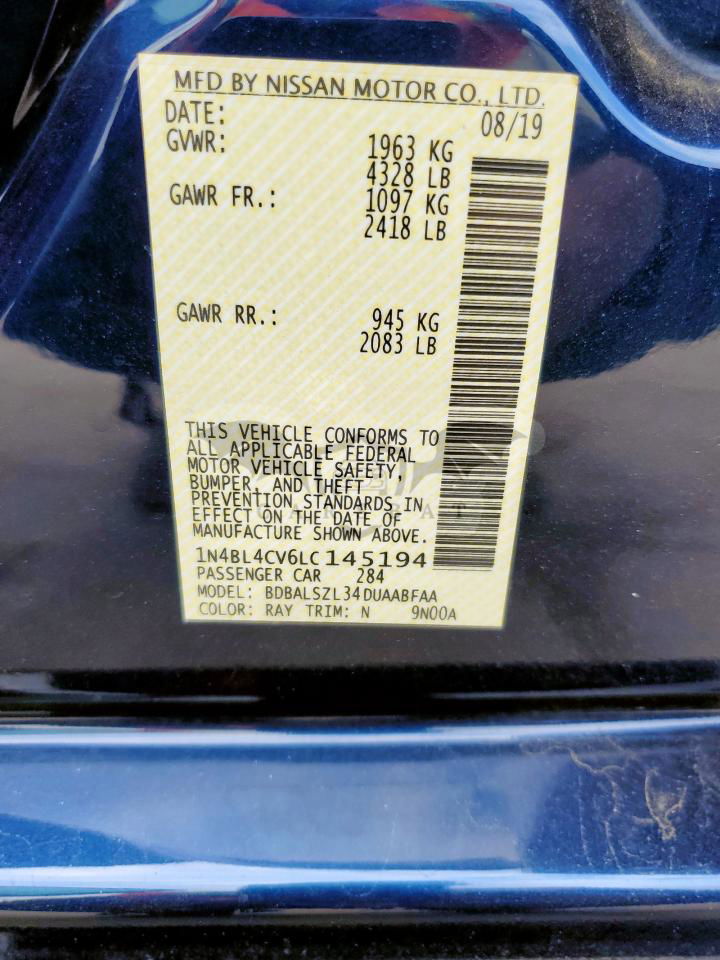 MFD BY NISSAN MOTOR CO., LTD.
DATE: 08/19
GVWR: 1963 KG
4328 LB
GAWR FR.: 1097 KG
2418 LB
GAWR RR.: 945 KG
2083 LB
THIS VEHICLE CONFORMS TO
ALL APPLICABLE FEDERAL
MOTOR VEHICLE SAFETY,
BUMPER, AND THEFT
PREVENTION STANDARDS IN
EFFECT ON THE DATE OF
MANUFACTURE SHOWN ABOVE.
1N4BL4CV6LC145194
PASSENGER CAR 284
MODEL: BDBALSZL34DUAABFAA
COLOR: RAY TRIM: N 9N00A